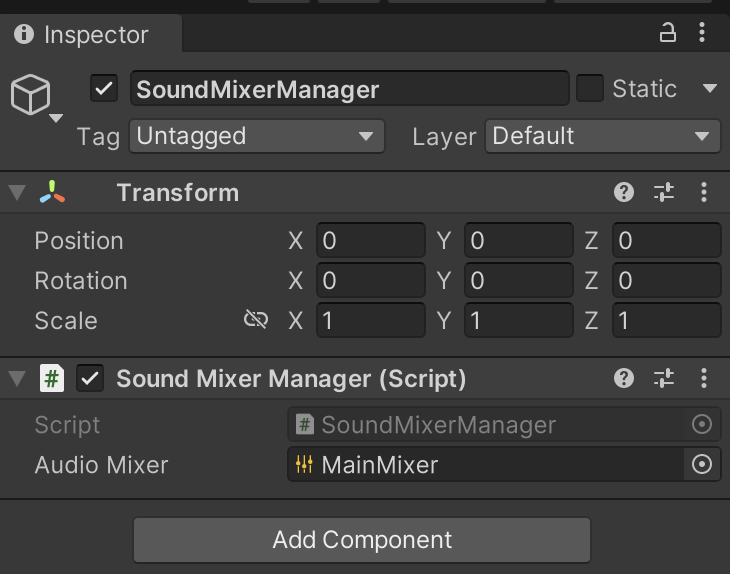 Inspector
SoundMixerManager Static
Tag Untagged Layer Default
Transform
Position X 0 Y 0 Z 0
Rotation X 0 Y 0 Z 0
Scale X 1 Y 1 Z 1
# Sound Mixer Manager (Script)
Script # SoundMixerManager
Audio Mixer MainMixer
Add Component